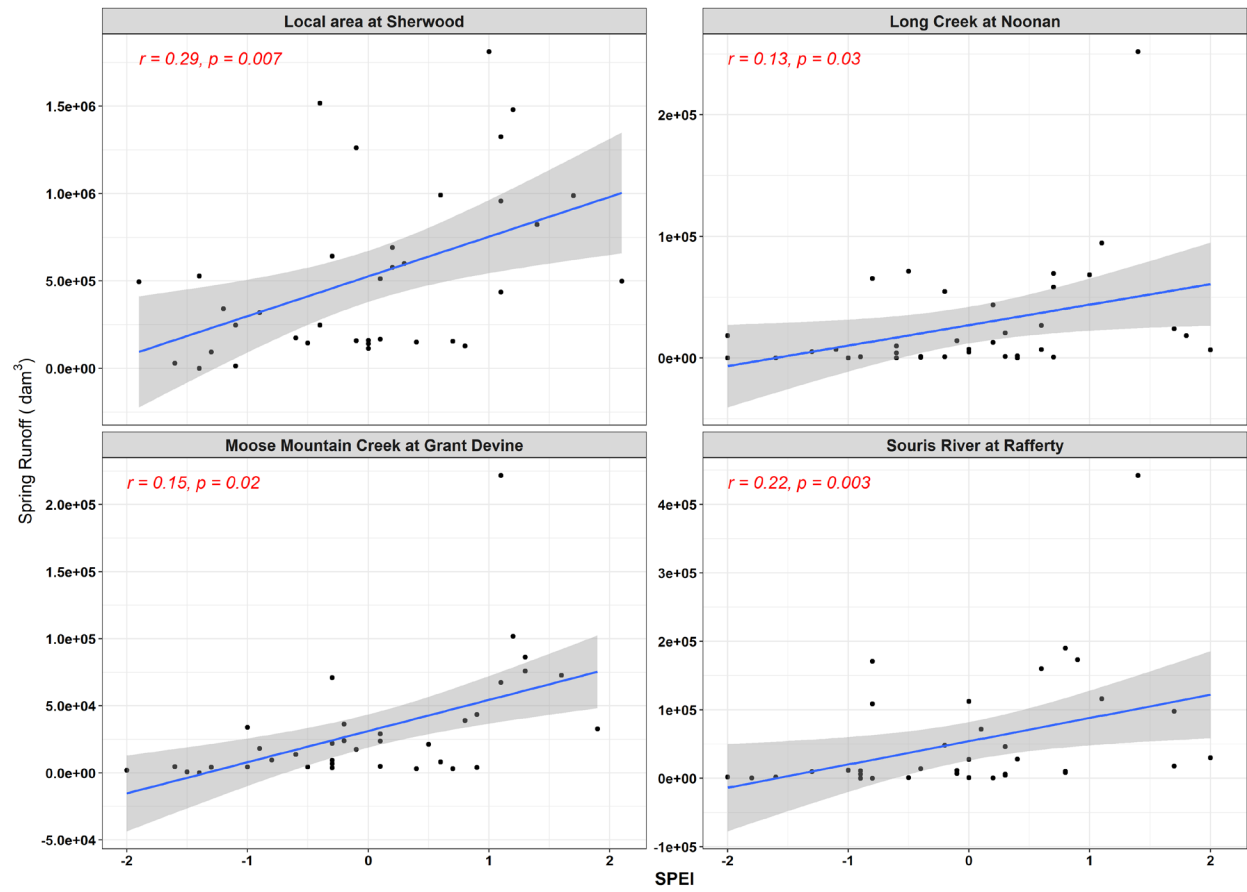 Local area at Sherwood
Long Creek at Noonan
r = 0.29, p = 0.007
r = 0.13, p = 0.03
1.5e+06
1.0e+06
5.0e+05
0.0e+00
2e+05
1e+05
0e+00
Moose Mountain Creek at Grant Devine
Souris River at Rafferty
r = 0.15, p = 0.02
r = 0.22, p = 0.003
2.0e+05
1.5e+05
1.0e+05
5.0e+04
0.0e+00
-5.0e+04
4e+05
3e+05
2e+05
1e+05
0e+00
-1e+05
-2 -1 0 1 2
-2 -1 0 1 2
Spring Runoff ( dam³ )
SPEI